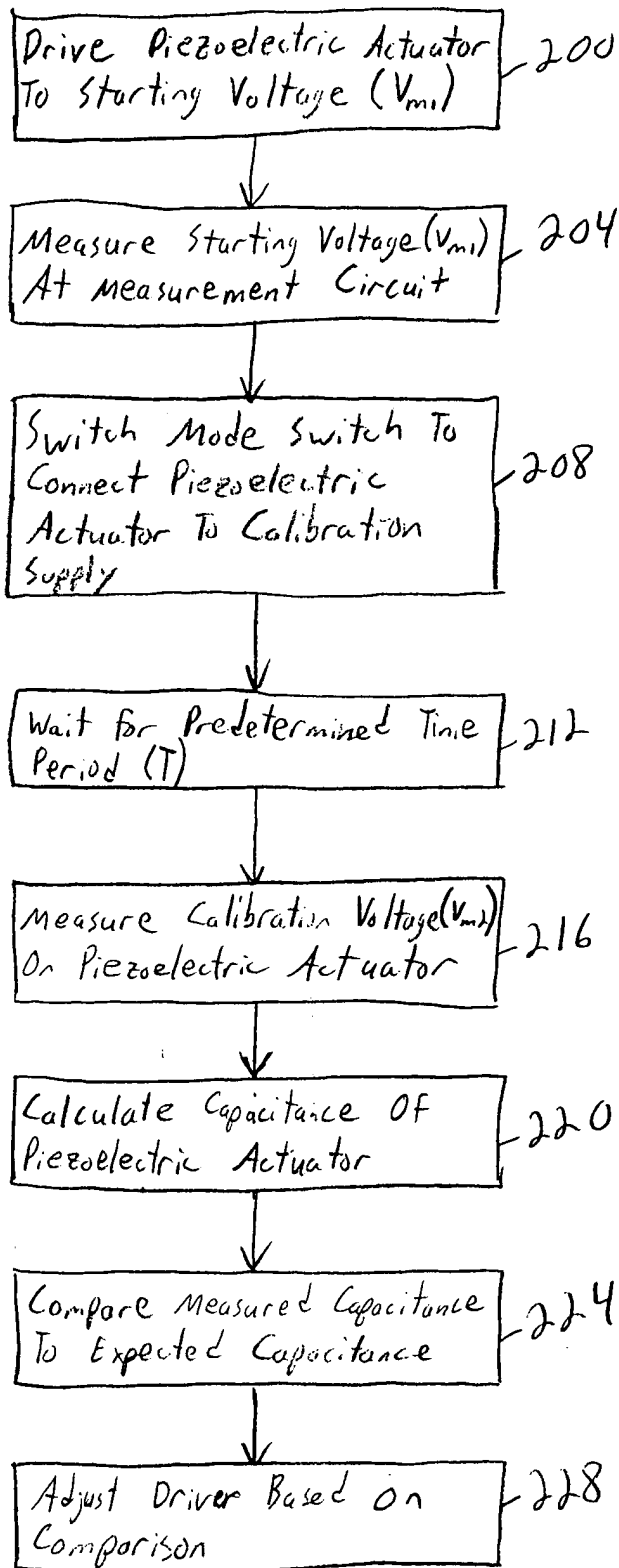 Drive Piezoelectric Actuator
To Starting Voltage (Vm1)
200
Measure Starting Voltage (Vm1)
At Measurement Circuit
204
Switch Mode Switch To
Connect Piezoelectric
Actuator To Calibration
Supply
208
Wait for Predetermined Time
Period (T)
212
Measure Calibration Voltage (Vm2)
On Piezoelectric Actuator
216
Calculate Capacitance Of
Piezoelectric Actuator
220
Compare Measured Capacitance
To Expected Capacitance
224
Adjust Driver Based On
Comparison
228